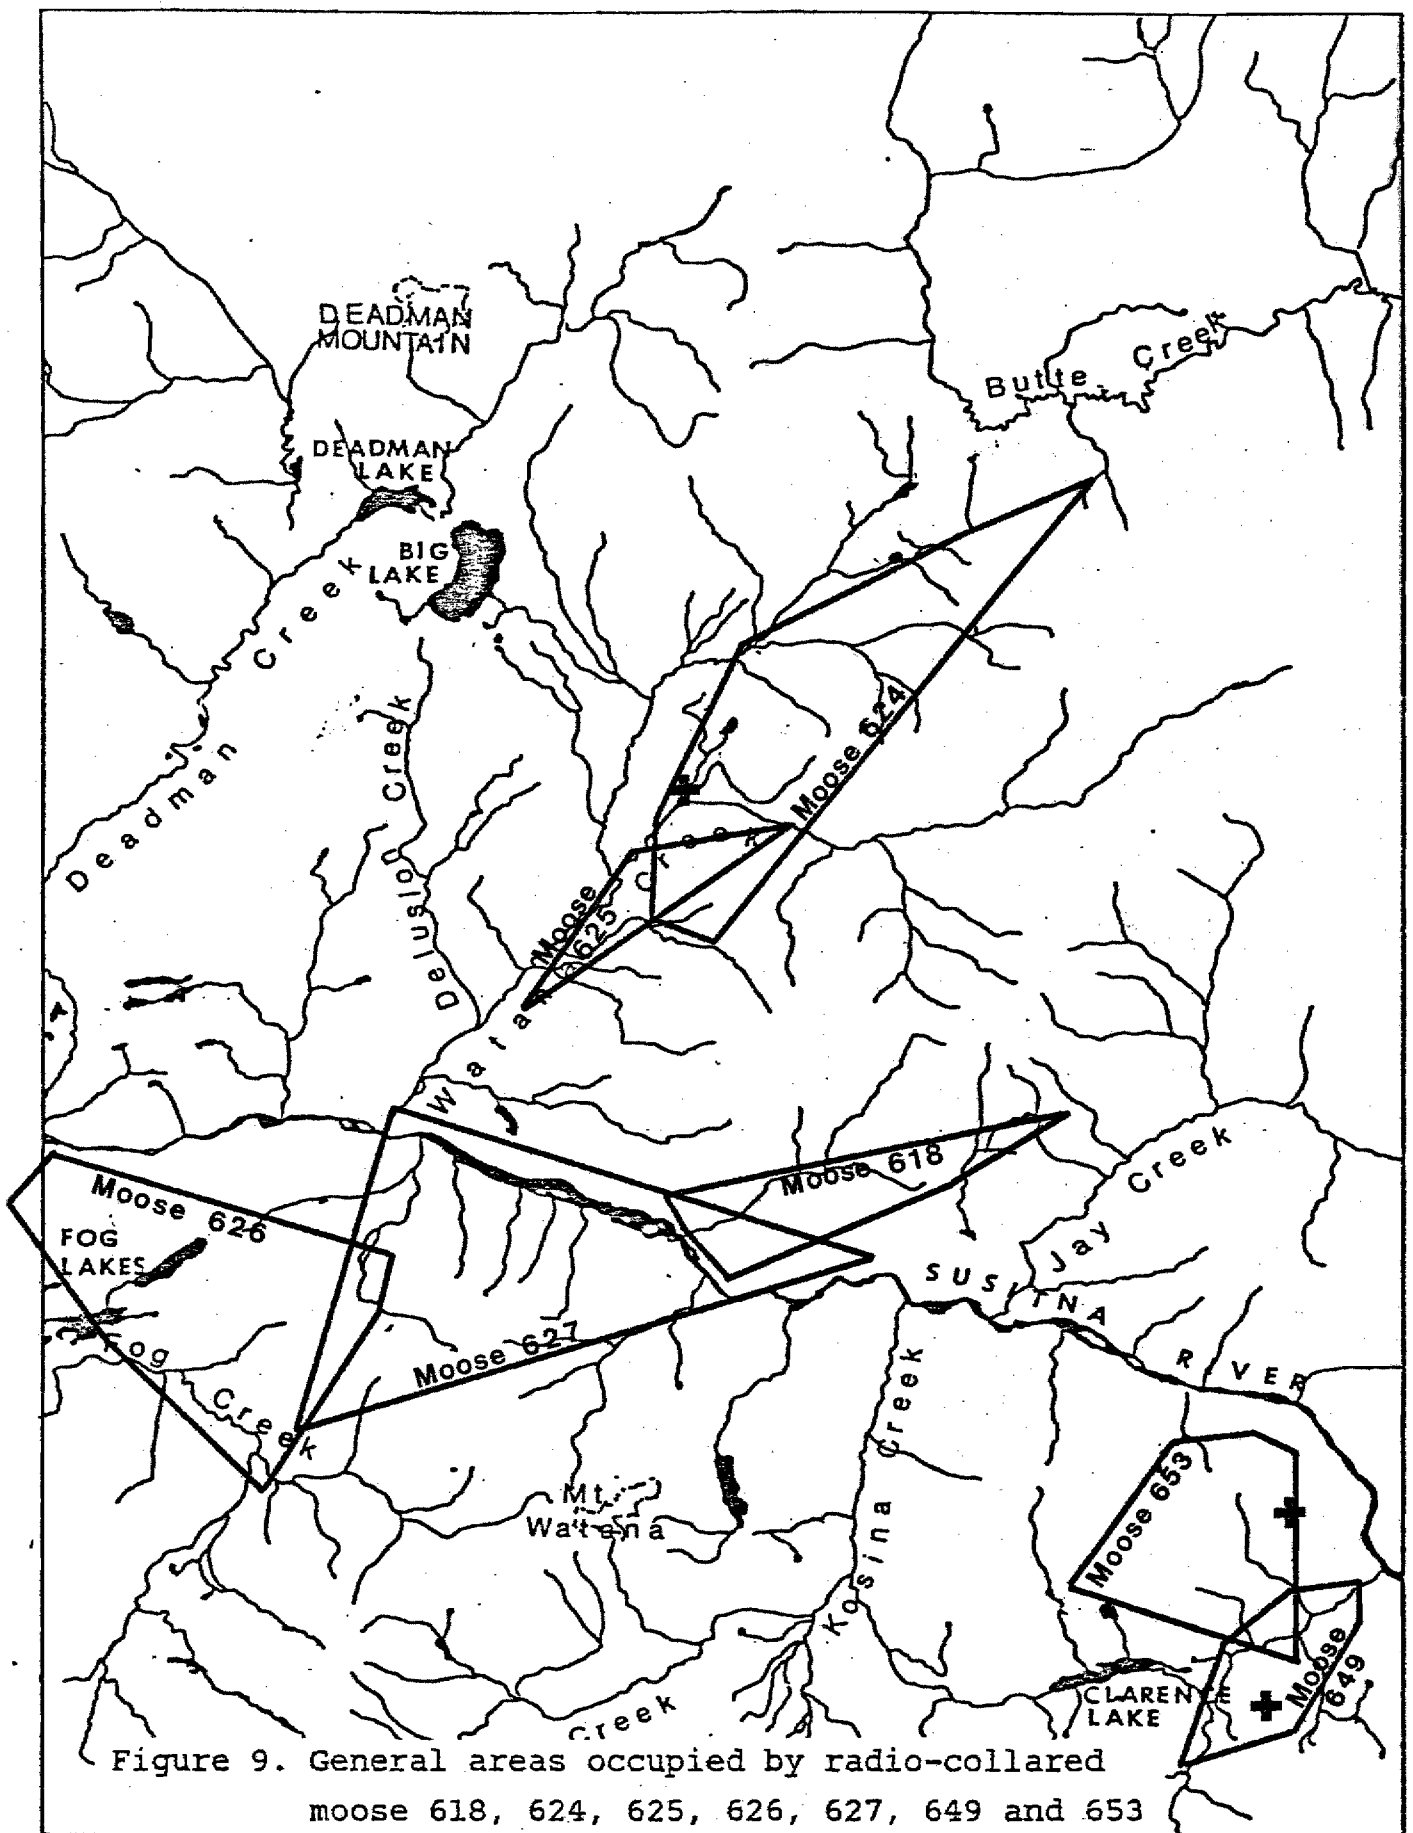 DEADMAN
MOUNTAIN
Butte Creek
DEADMAN
LAKE
BIG
LAKE
Deadman Creek
Delusion Creek
Moose 624
Moose
625
Watana Creek
Moose 618
Moose 626
FOG
LAKES
Fog Creek
Moose 627
Jay Creek
SUSITNA
R VER
Kosina Creek
Mt
Watana
Moose 653
Moose
649
CLARENCE
LAKE
Creek
Figure 9. General areas occupied by radio-collared
moose 618, 624, 625, 626, 627, 649 and 653